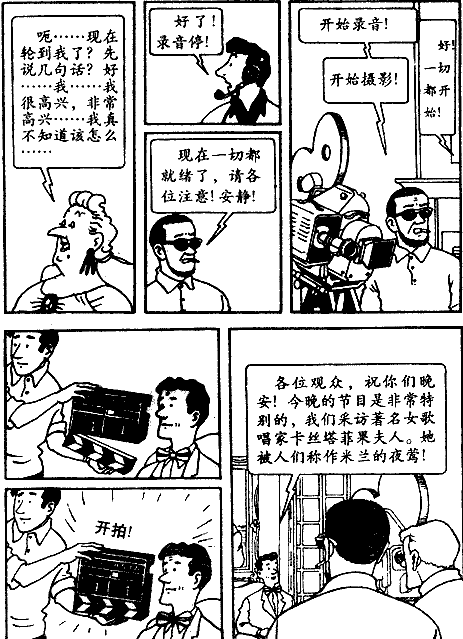 呃……现在
轮到我了？先
说几句话？好
……我……我
很高兴，非常
高兴……我真
不知道该怎么
……
好了！
录音停！
现在一切都
就绪了，请各
位注意！安静！
开始录音！
开始摄影！
好！
一切
都开
始！
开拍！
各位观众，祝你们晚
安！今晚的节目是非常特
别的，我们采访著名女歌
唱家卡丝塔菲果夫人。她
被人们称作米兰的夜莺！